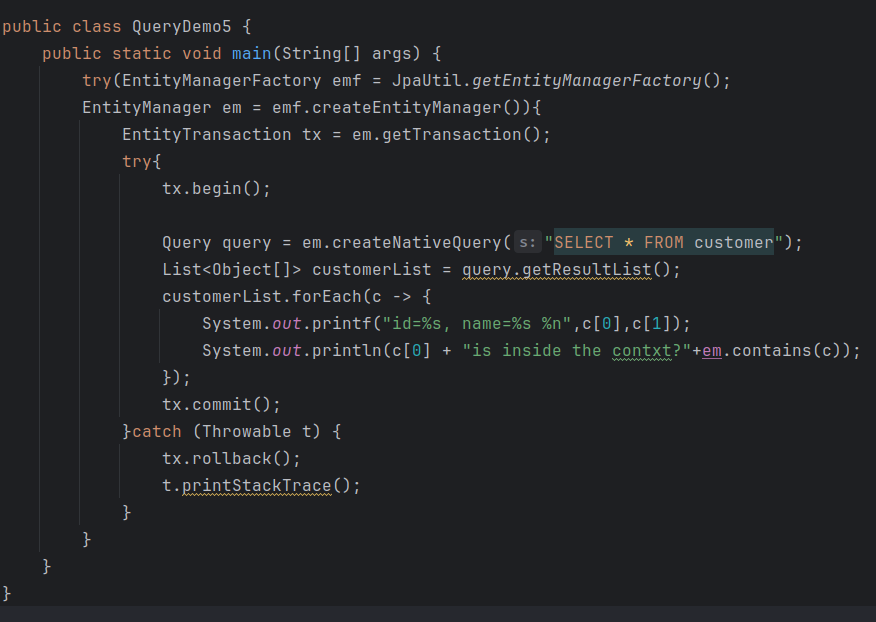 public class QueryDemo5 {
public static void main(String[] args) {
try(EntityManagerFactory emf = JpaUtil.getEntityManagerFactory();
EntityManager em = emf.createEntityManager()){
EntityTransaction tx = em.getTransaction();
try{
tx.begin();
Query query = em.createNativeQuery( s: "SELECT * FROM customer");
List<Object[]> customerList = query.getResultList();
customerList.forEach(c -> {
System.out.printf("id=%s, name=%s %n",c[0],c[1]);
System.out.println(c[0] + "is inside the contxt?"+em.contains(c));
});
tx.commit();
}catch (Throwable t) {
tx.rollback();
t.printStackTrace();
}
}
}
}